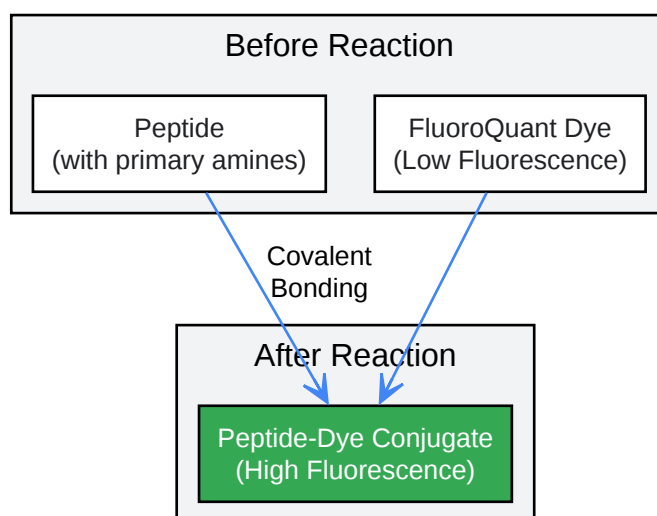 Before Reaction
Peptide
(with primary amines)
FluoroQuant Dye
(Low Fluorescence)
Covalent
Bonding
After Reaction
Peptide-Dye Conjugate
(High Fluorescence)